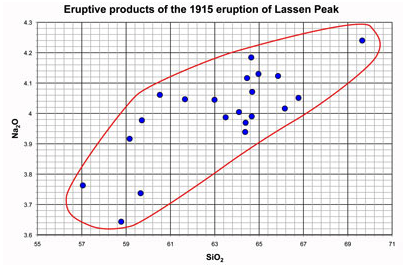 Eruptive products of the 1915 eruption of Lassen Peak
4.3
4.2
4.1
4
3.9
3.8
3.7
3.6
Na2O
55 57 59 61 63 65 67 69 71
SiO2